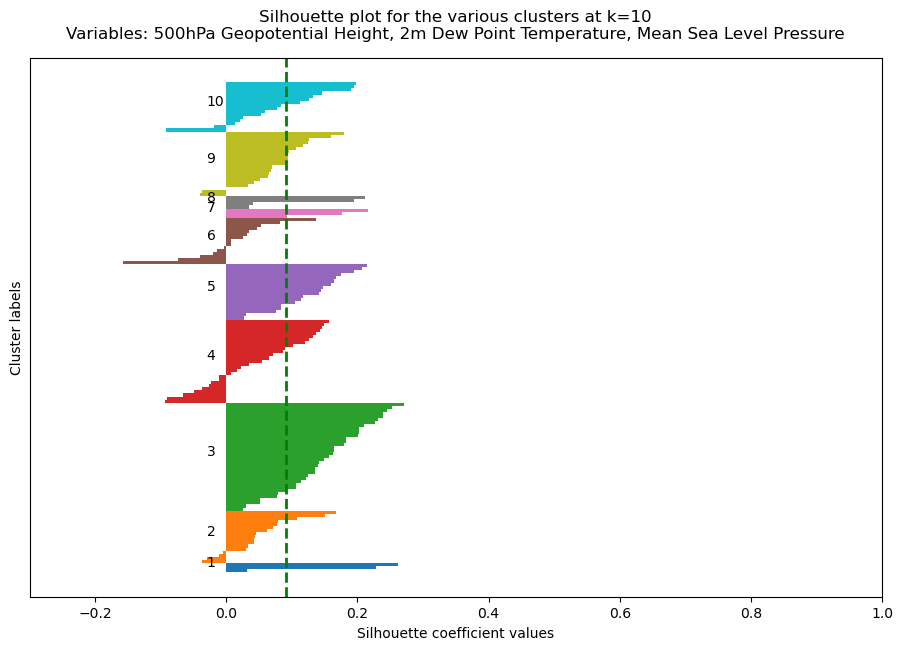 Silhouette plot for the various clusters at k=10
Variables: 500hPa Geopotential Height, 2m Dew Point Temperature, Mean Sea Level Pressure
Cluster labels
10
9
8
7
6
5
4
3
2
1
−0.2 0.0 0.2 0.4 0.6 0.8 1.0
Silhouette coefficient values